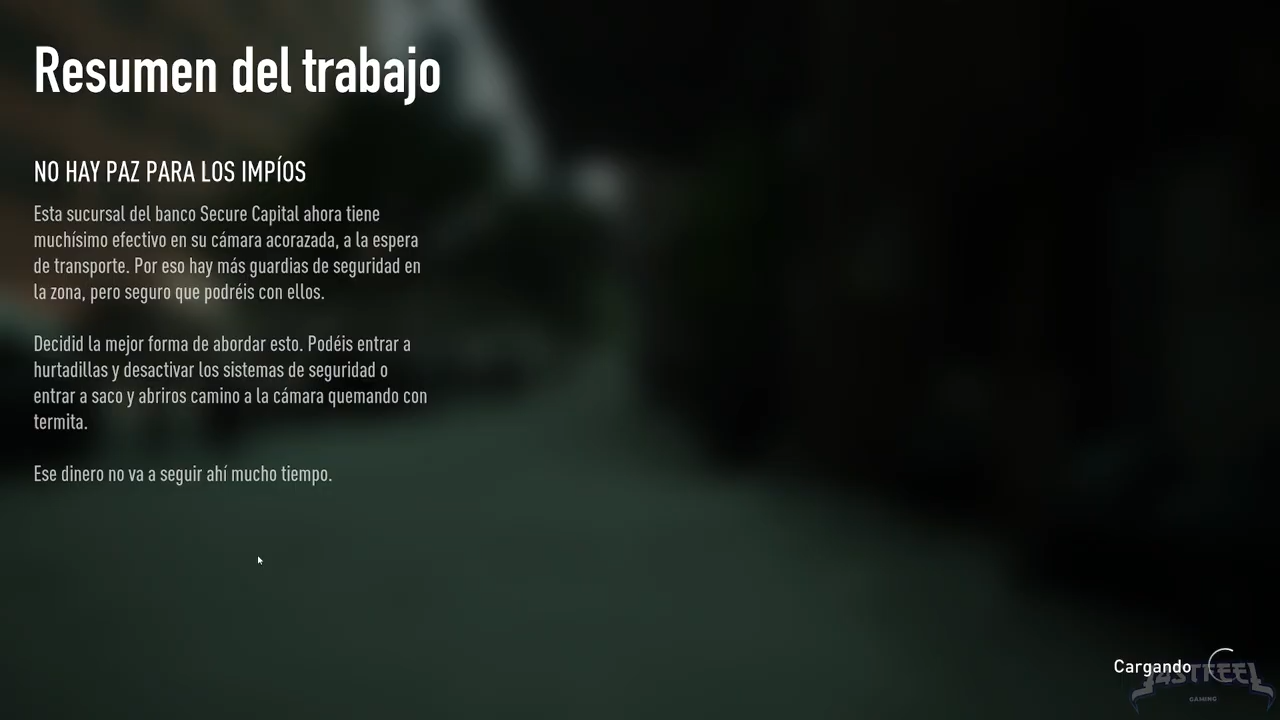 Resumen del trabajo
NO HAY PAZ PARA LOS IMPÍOS
Esta sucursal del banco Secure Capital ahora tiene
muchísimo efectivo en su cámara acorazada, a la espera
de transporte. Por eso hay más guardias de seguridad en
la zona, pero seguro que podréis con ellos.
Decidid la mejor forma de abordar esto. Podéis entrar a
hurtadillas y desactivar los sistemas de seguridad o
entrar a saco y abriros camino a la cámara quemando con
termita.
Ese dinero no va a seguir ahí mucho tiempo.
Cargando
GAMING